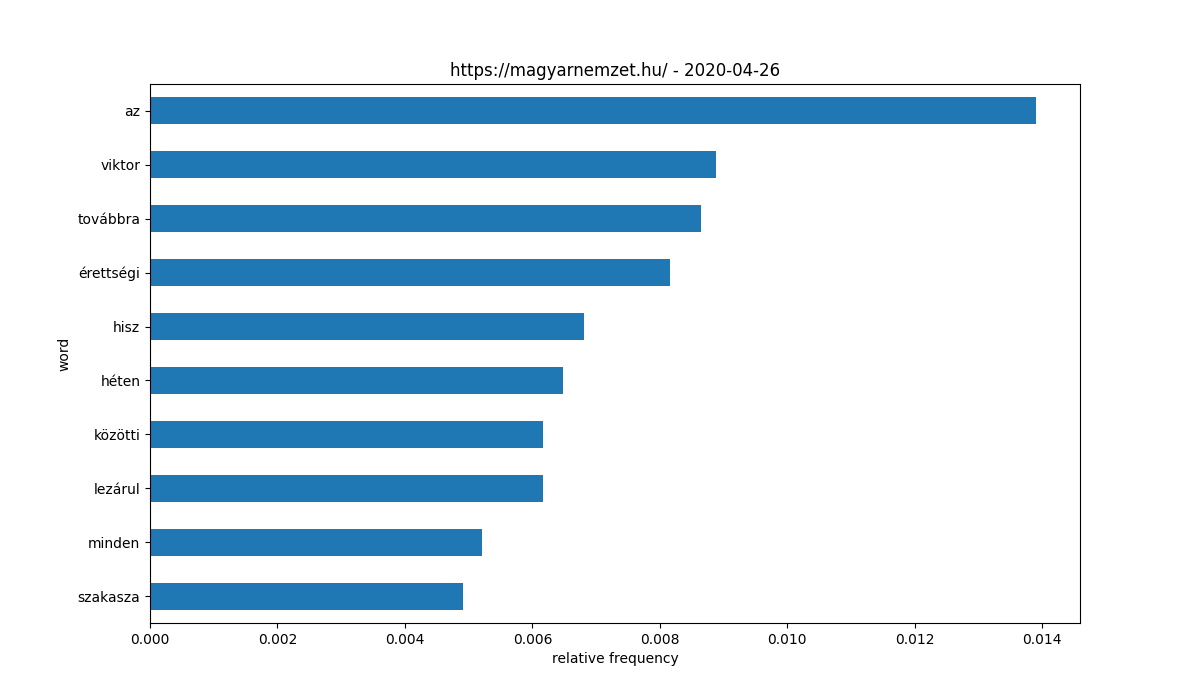 https://magyarnemzet.hu/ - 2020-04-26
az
viktor
továbbra
érettségi
hisz
héten
közötti
lezárul
minden
szakasza
word
0.000 0.002 0.004 0.006 0.008 0.010 0.012 0.014
relative frequency